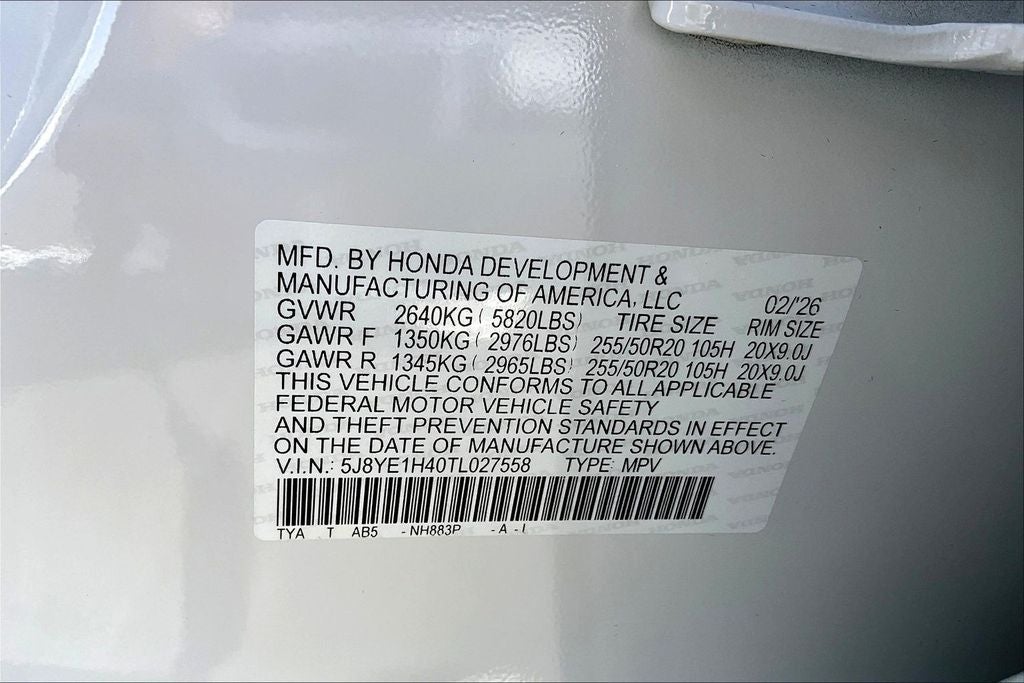 MFD. BY HONDA DEVELOPMENT &
MANUFACTURING OF AMERICA, LLC 02/'26
GVWR 2640KG ( 5820LBS) TIRE SIZE RIM SIZE
GAWR F 1350KG ( 2976LBS) 255/50R20 105H 20X9.0J
GAWR R 1345KG ( 2965LBS) 255/50R20 105H 20X9.0J
THIS VEHICLE CONFORMS TO ALL APPLICABLE
FEDERAL MOTOR VEHICLE SAFETY
AND THEFT PREVENTION STANDARDS IN EFFECT
ON THE DATE OF MANUFACTURE SHOWN ABOVE.
V.I.N.: 5J8YE1H40TL027558 TYPE: MPV
TYA T AB5 - NH883P - A - I